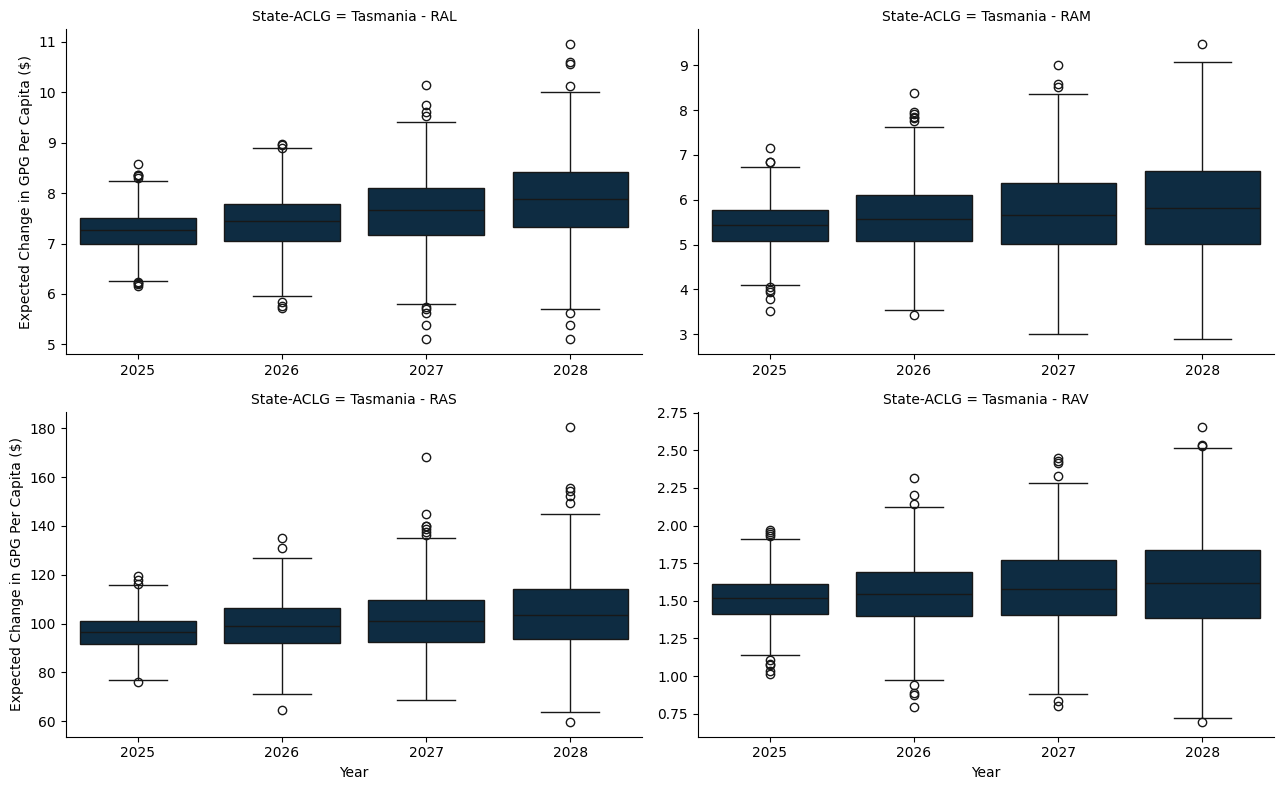 State-ACLG = Tasmania - RAL
Expected Change in GPG Per Capita ($)
11
10
9
8
7
6
5
2025 2026 2027 2028
State-ACLG = Tasmania - RAM
9
8
7
6
5
4
3
2025 2026 2027 2028
State-ACLG = Tasmania - RAS
Expected Change in GPG Per Capita ($)
180
160
140
120
100
80
60
2025 2026 2027 2028
Year
State-ACLG = Tasmania - RAV
2.75
2.50
2.25
2.00
1.75
1.50
1.25
1.00
0.75
2025 2026 2027 2028
Year